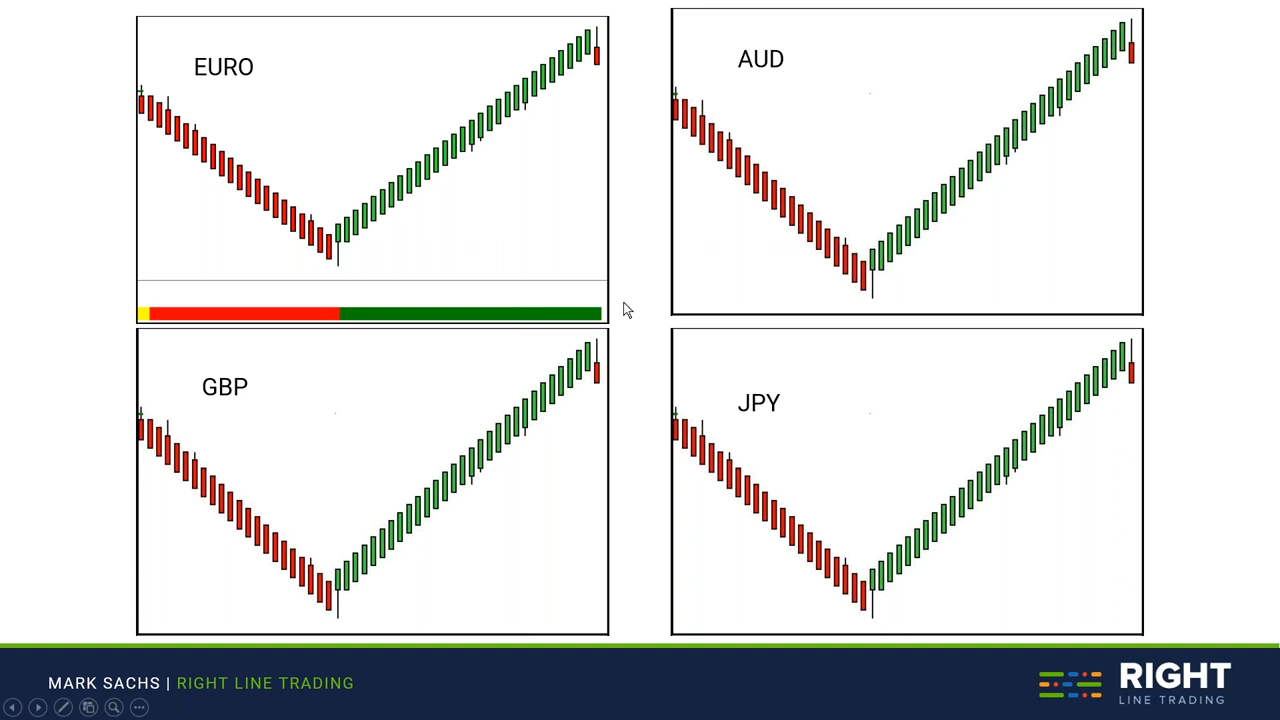 EURO
AUD
GBP
JPY
MARK SACHS | RIGHT LINE TRADING
RIGHT
LINE TRADING